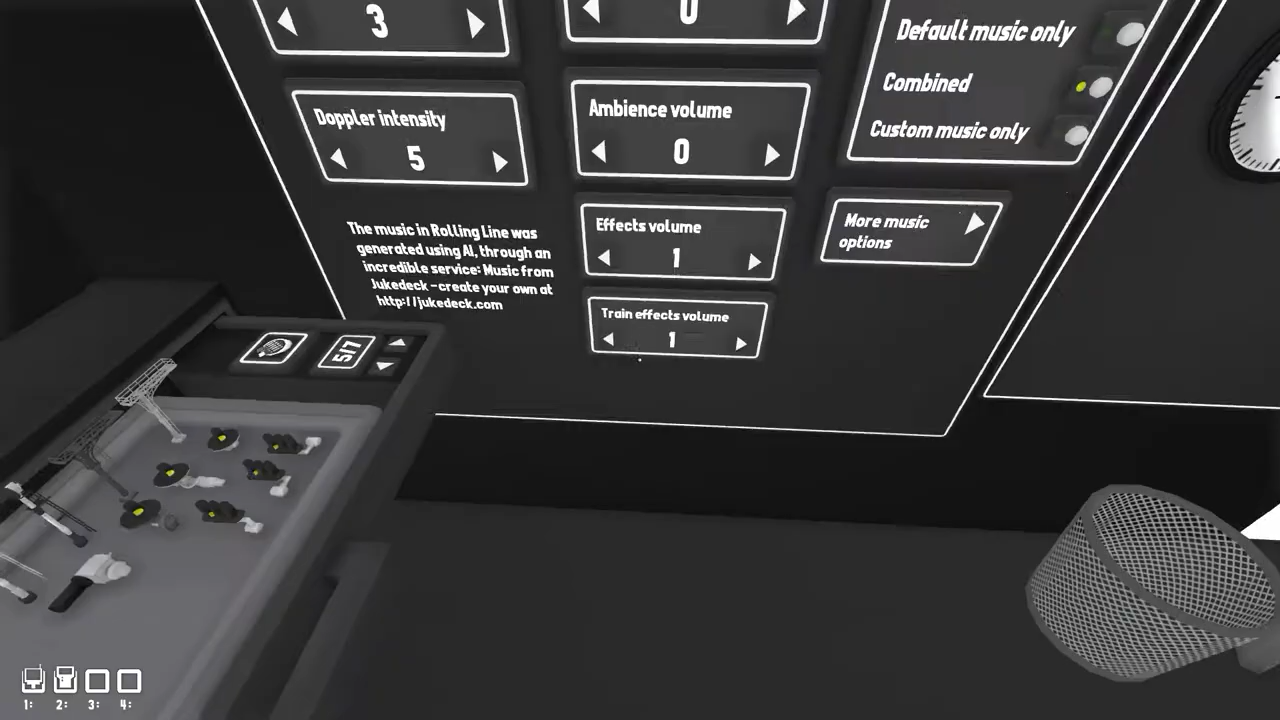 3
0
Default music only
Combined
Custom music only
Doppler intensity
5
Ambience volume
0
Effects volume
1
More music
options
Train effects volume
1
The music in Rolling Line was
generated using AI, through an
incredible service: Music from
Jukedeck -create your own at
http://jukedeck.com
5/7
1: 2: 3: 4: